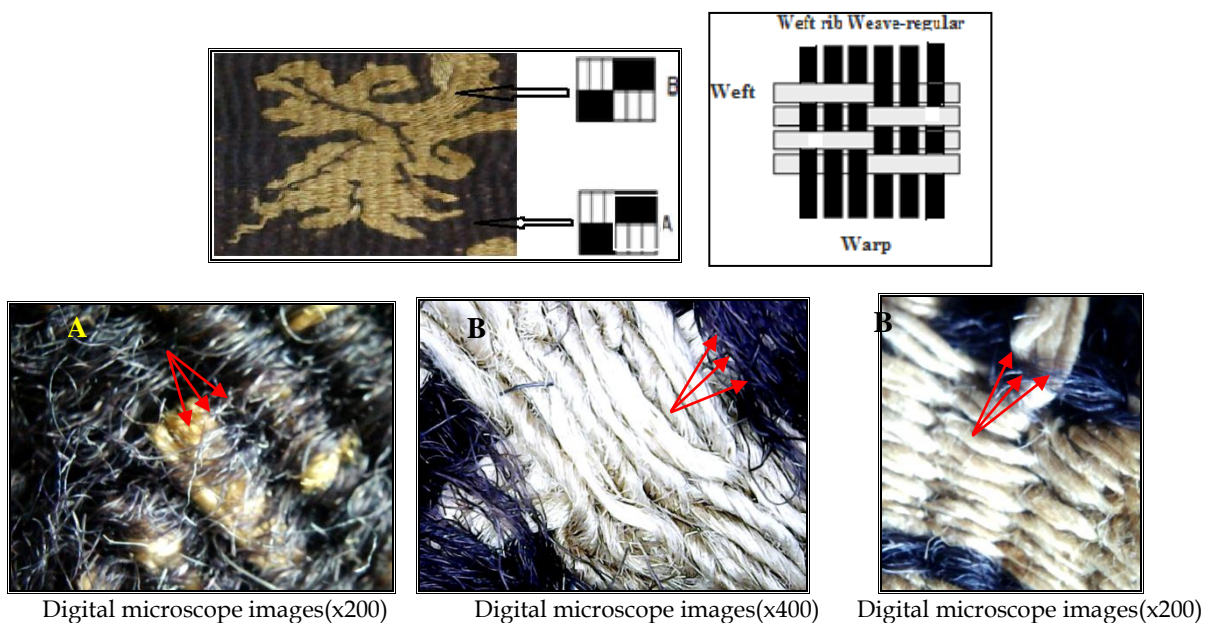 Weft rib Weave-regular
B
Weft
A
Warp
A
B
B
Digital microscope images(x200)
Digital microscope images(x400)
Digital microscope images(x200)